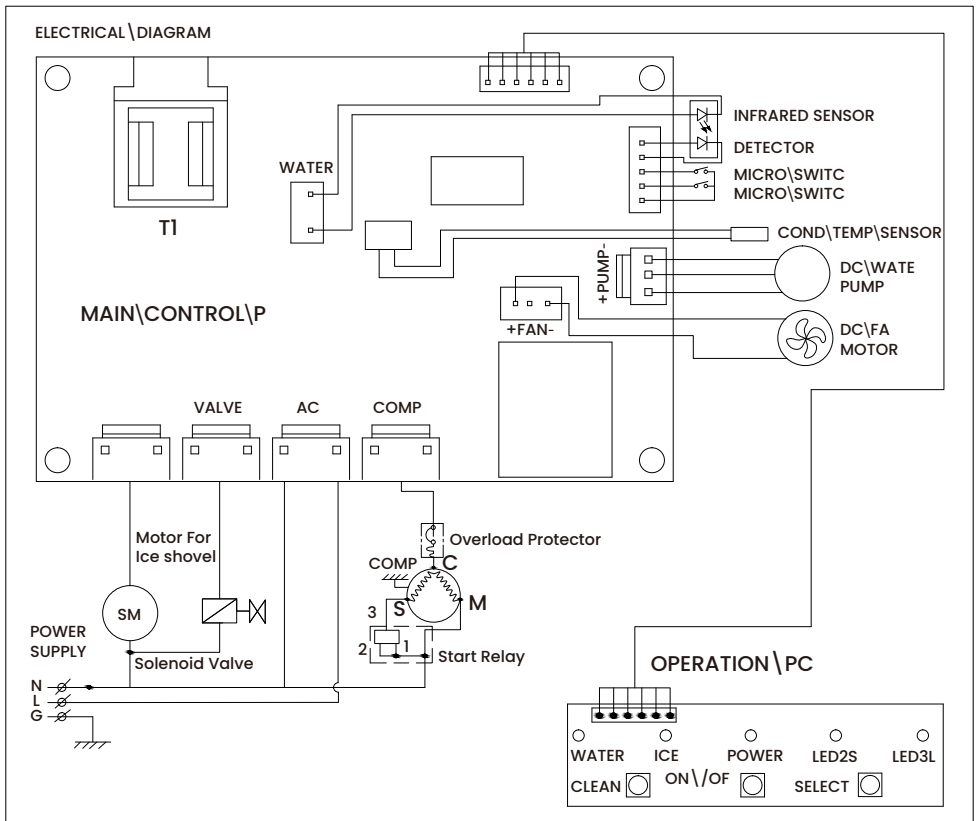 ELECTRICAL\DIAGRAM
T1
WATER
INFRARED SENSOR
DETECTOR
MICRO\SWITC
MICRO\SWITC
COND\TEMP\SENSOR
+PUMP-
DC\WATE
PUMP
+FAN-
DC\FA
MOTOR
MAIN\CONTROL\P
VALVE
AC
COMP
Motor For
Ice shovel
Overload Protector
COMP
C
S
M
SM
3
2
1
Start Relay
POWER
SUPPLY
Solenoid Valve
N
L
G
OPERATION\PC
WATER
ICE
POWER
LED2S
LED3L
CLEAN
ON\/OF
SELECT